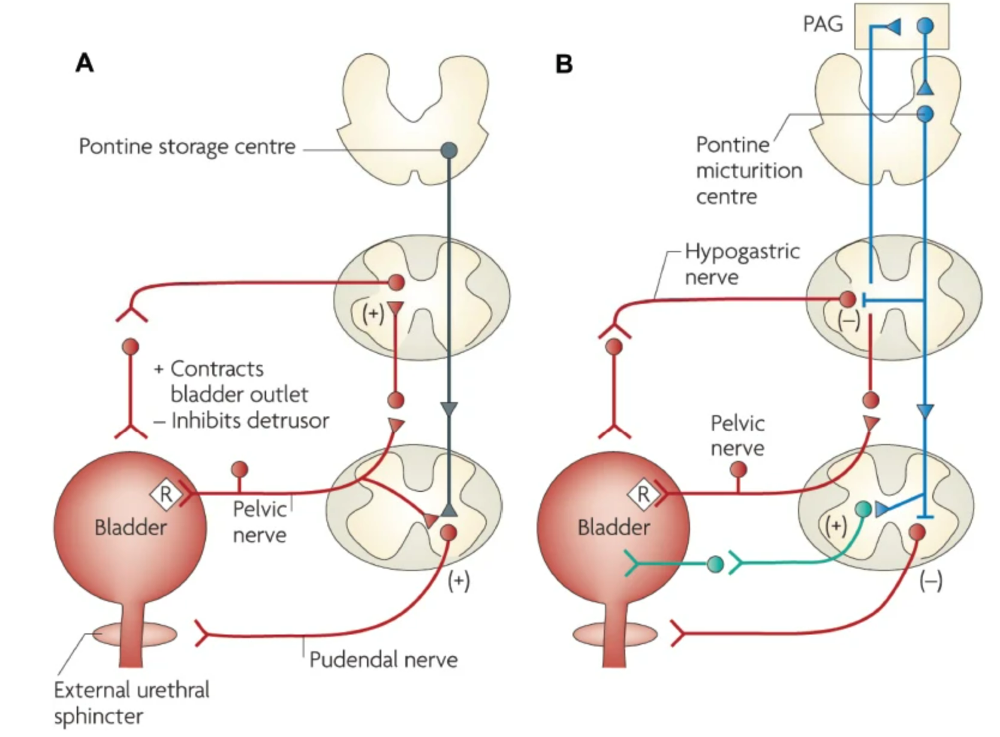 A
Pontine storage centre
(+)
+ Contracts
bladder outlet
– Inhibits detrusor
R
Bladder
Pelvic
nerve
(+)
Pudendal nerve
External urethral
sphincter
B
PAG
Pontine
micturition
centre
Hypogastric
nerve
(–)
Pelvic
nerve
R
Bladder
(+)
(–)